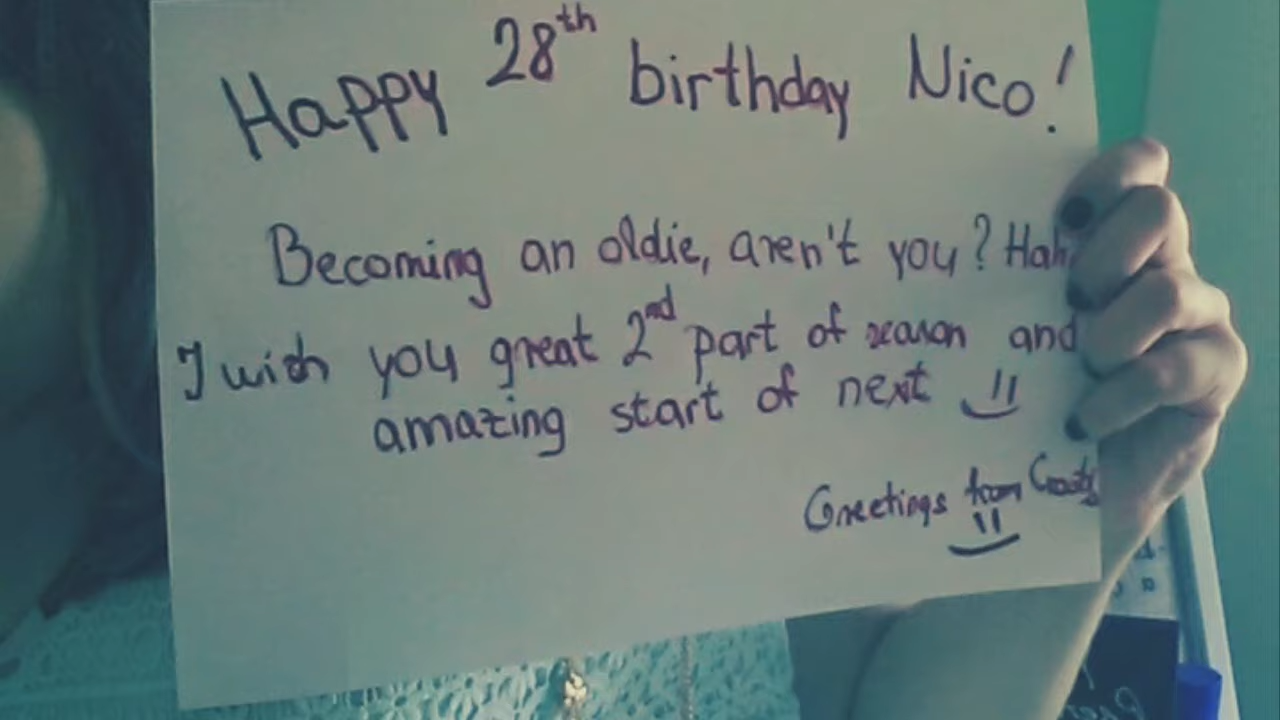 Happy 28th birthday Nico!
Becoming an oldie, aren't you? Hah
I wish you great 2nd part of season and
amazing start of next
Greetings from